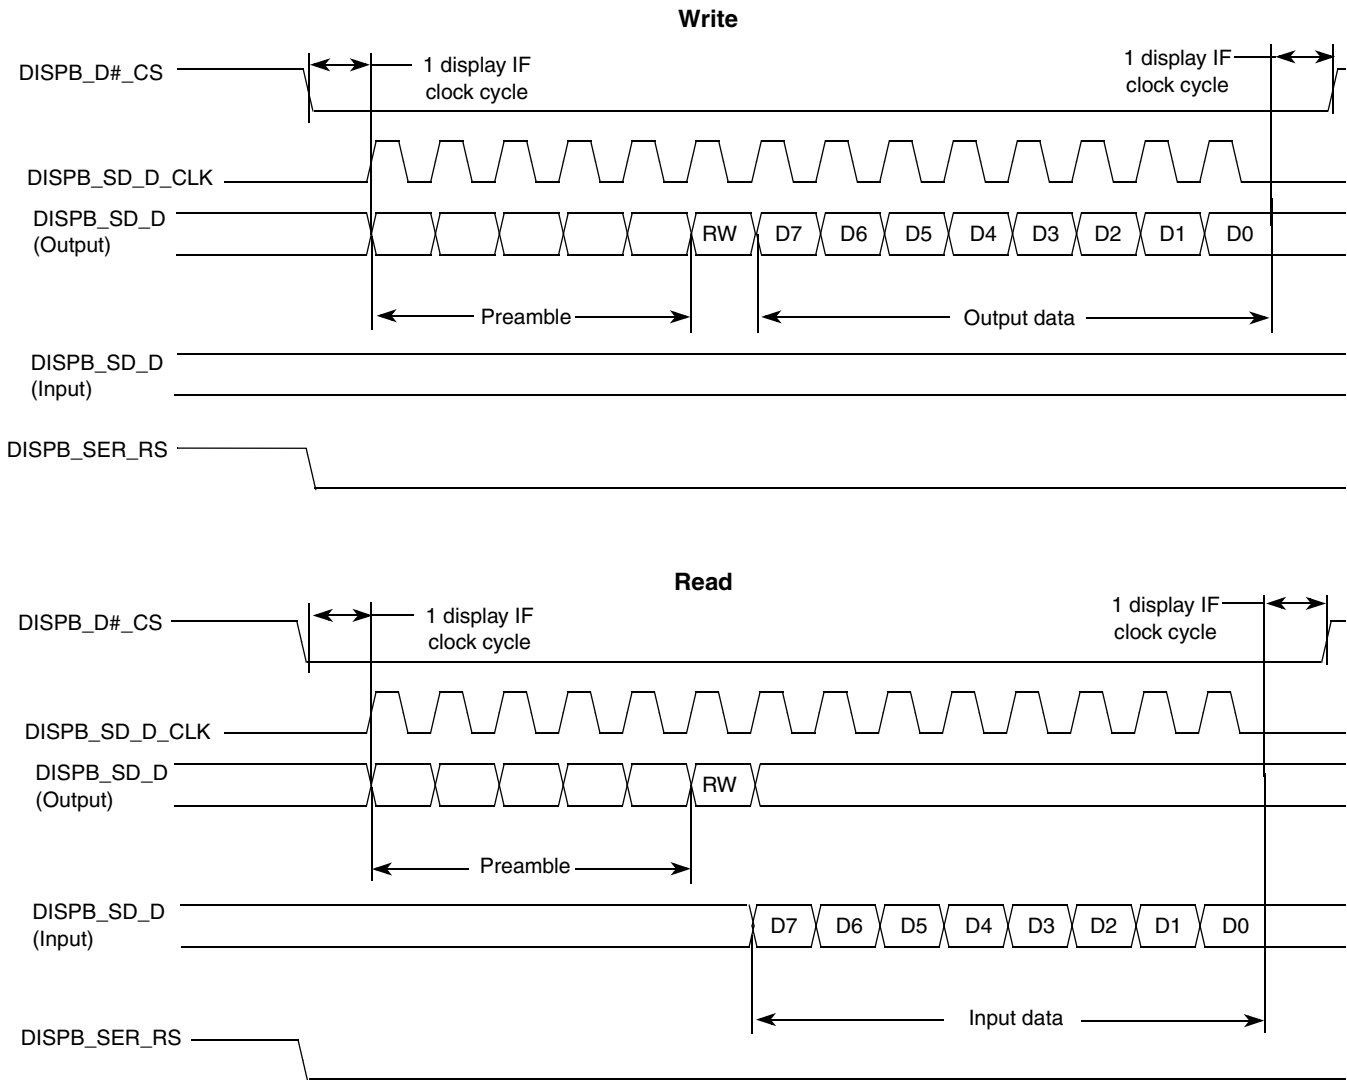 Write
DISPB_D#_CS
1 display IF
clock cycle
1 display IF
clock cycle
DISPB_SD_D_CLK
DISPB_SD_D
(Output)
RW D7 D6 D5 D4 D3 D2 D1 D0
Preamble
Output data
DISPB_SD_D
(Input)
DISPB_SER_RS
Read
DISPB_D#_CS
1 display IF
clock cycle
1 display IF
clock cycle
DISPB_SD_D_CLK
DISPB_SD_D
(Output)
RW
Preamble
DISPB_SD_D
(Input)
D7 D6 D5 D4 D3 D2 D1 D0
Input data
DISPB_SER_RS